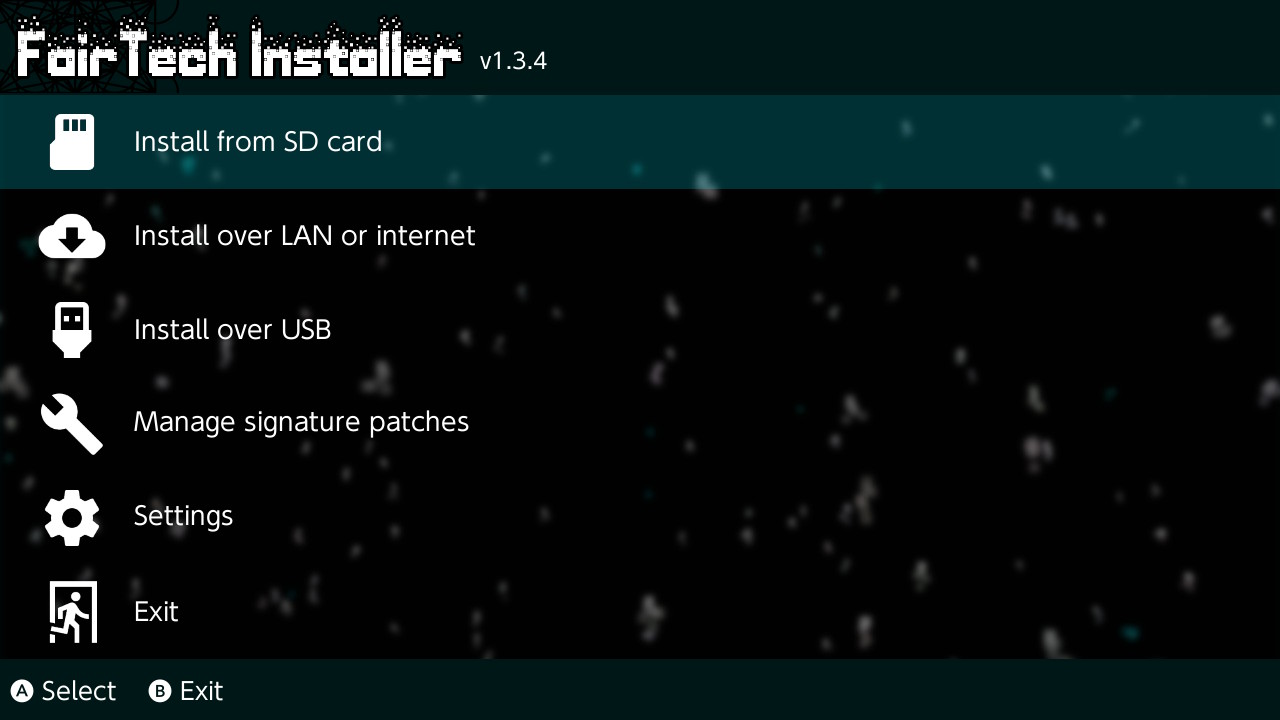 FairTech Installer v1.3.4
Install from SD card
Install over LAN or internet
Install over USB
Manage signature patches
Settings
Exit
A Select B Exit